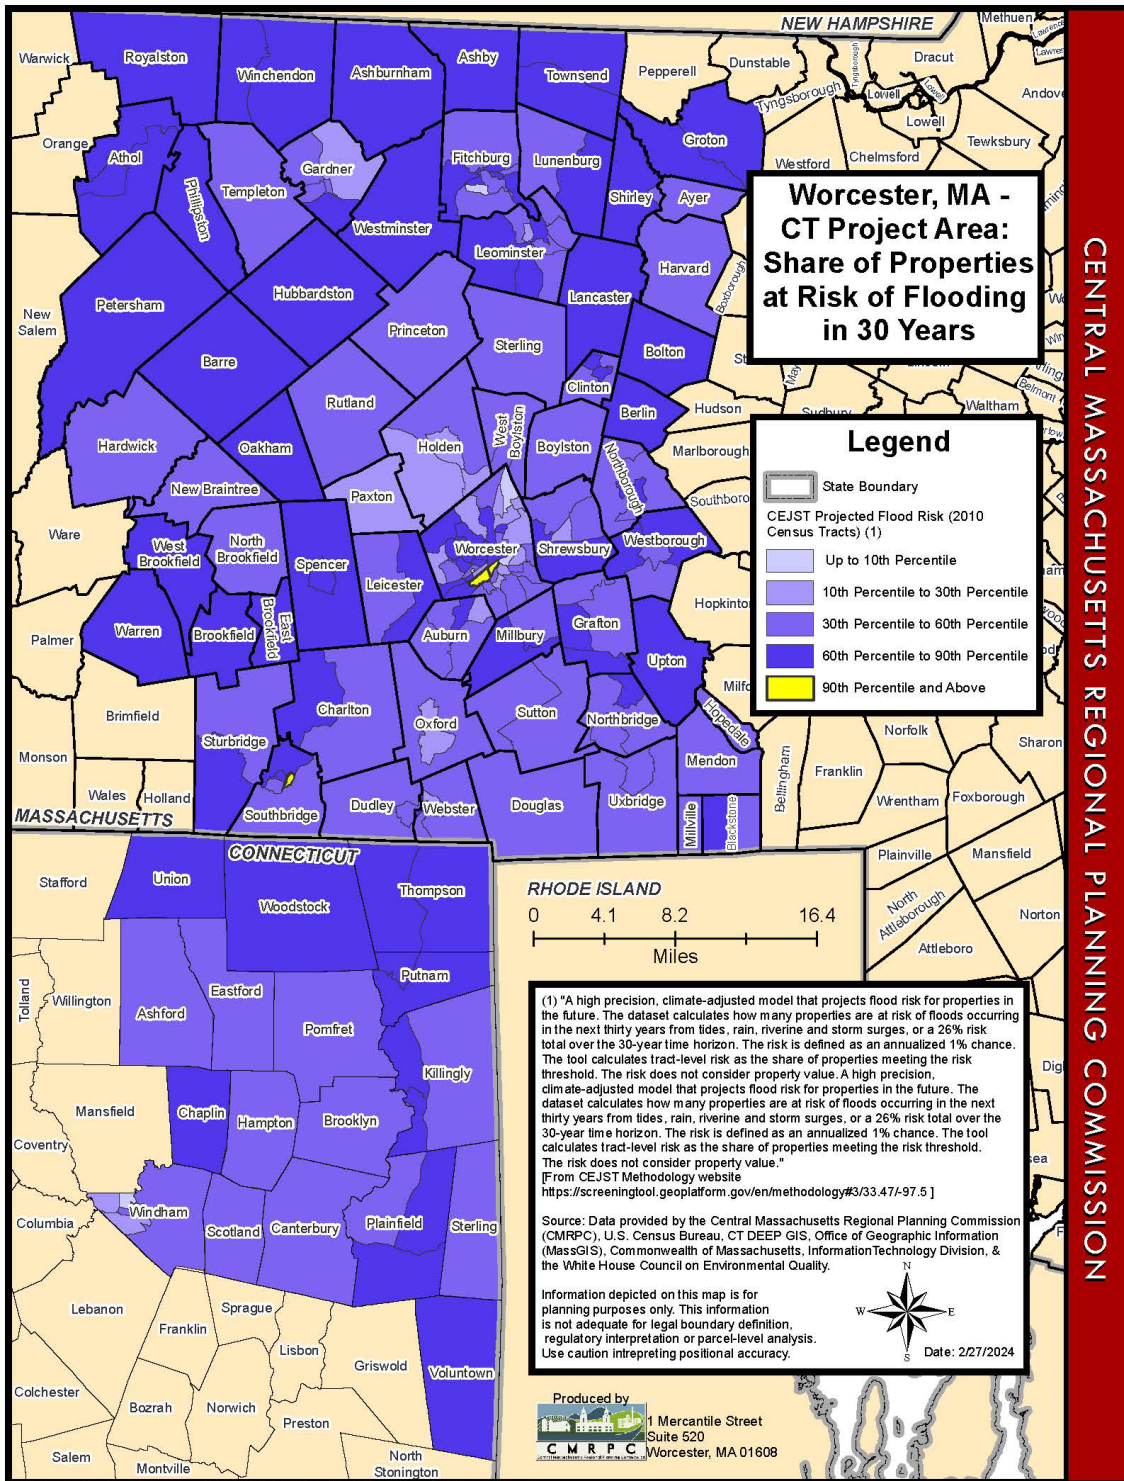 NEW HAMPSHIRE
Methuen
Lawrence
Warwick
Royalston
Winchendon
Ashburnham
Ashby
Townsend
Pepperell
Dunstable
Tyngsborough
Tyngsborough
Dracut
Lowell
Lowell
Lowell
Andover
Tewksbury
Orange
Athol
Phillipston
Templeton
Gardner
Westminster
Fitchburg
Lunenburg
Shirley
Groton
Ayer
Westford
Chelmsford
Worcester, MA -
CT Project Area:
Share of Properties
at Risk of Flooding
in 30 Years
Leominster
Harvard
Boxborough
Lancaster
New
Salem
Petersham
Hubbardston
Princeton
Sterling
Barre
Bolton
Clinton
Rutland
Berlin
Hudson
Sudbury
Waltham
Belmont
Hardwick
Oakham
Holden
West
Boylston
Boylston
Northborough
Marlborough
Southboro
New Braintree
Paxton
Legend
State Boundary
CEJST Projected Flood Risk (2010
Census Tracts) (1)
Up to 10th Percentile
10th Percentile to 30th Percentile
30th Percentile to 60th Percentile
60th Percentile to 90th Percentile
90th Percentile and Above
Ware
West
Brookfield
North
Brookfield
Spencer
Leicester
Worcester
Shrewsbury
Westborough
Hopkinto
Palmer
Warren
Brookfield
East
Brookfield
Auburn
Millbury
Grafton
Upton
Milfo
Brimfield
Monson
Sturbridge
Charlton
Oxford
Sutton
Northbridge
Hopedale
Mendon
Wales
Holland
Southbridge
Dudley
Webster
Douglas
Uxbridge
Millville
Blackstone
Bellingham
Franklin
Norfolk
Sharon
Wrentham
Foxborough
Plainville
Mansfield
North
Attleborough
Norton
Attleboro
MASSACHUSETTS
CONNECTICUT
RHODE ISLAND
0 4.1 8.2 16.4
Miles
Stafford
Union
Woodstock
Thompson
Putnam
Tolland
Willington
Ashford
Eastford
Pomfret
Killingly
Mansfield
Chaplin
Hampton
Brooklyn
Coventry
Columbia
Windham
Scotland
Canterbury
Plainfield
Sterling
Lebanon
Franklin
Sprague
Lisbon
Griswold
Voluntown
Colchester
Bozrah
Norwich
Preston
Salem
Montville
North
Stonington
(1) "A high precision, climate-adjusted model that projects flood risk for properties in
the future. The dataset calculates how many properties are at risk of floods occurring
in the next thirty years from tides, rain, riverine and storm surges, or a 26% risk
total over the 30-year time horizon. The risk is defined as an annualized 1% chance.
The tool calculates tract-level risk as the share of properties meeting the risk
threshold. The risk does not consider property value. A high precision,
climate-adjusted model that projects flood risk for properties in the future. The
dataset calculates how many properties are at risk of floods occurring in the next
thirty years from tides, rain, riverine and storm surges, or a 26% risk total over the
30-year time horizon. The risk is defined as an annualized 1% chance. The tool
calculates tract-level risk as the share of properties meeting the risk threshold.
The risk does not consider property value."
[From CEJST Methodology website
https://screeningtool.geoplatform.gov/en/methodology#3/33.47/-97.5 ]
Source: Data provided by the Central Massachusetts Regional Planning Commission
(CMRPC), U.S. Census Bureau, CT DEEP GIS, Office of Geographic Information
(MassGIS), Commonwealth of Massachusetts, InformationTechnology Division, &
the White House Council on Environmental Quality.
Information depicted on this map is for
planning purposes only. This information
is not adequate for legal boundary definition,
regulatory interpretation or parcel-level analysis.
Use caution intrepreting positional accuracy.
N
W E
S
Date: 2/27/2024
Produced by
CMRPC
1 Mercantile Street
Suite 520
Worcester, MA 01608
CENTRAL MASSACHUSETTS REGIONAL PLANNING COMMISSION